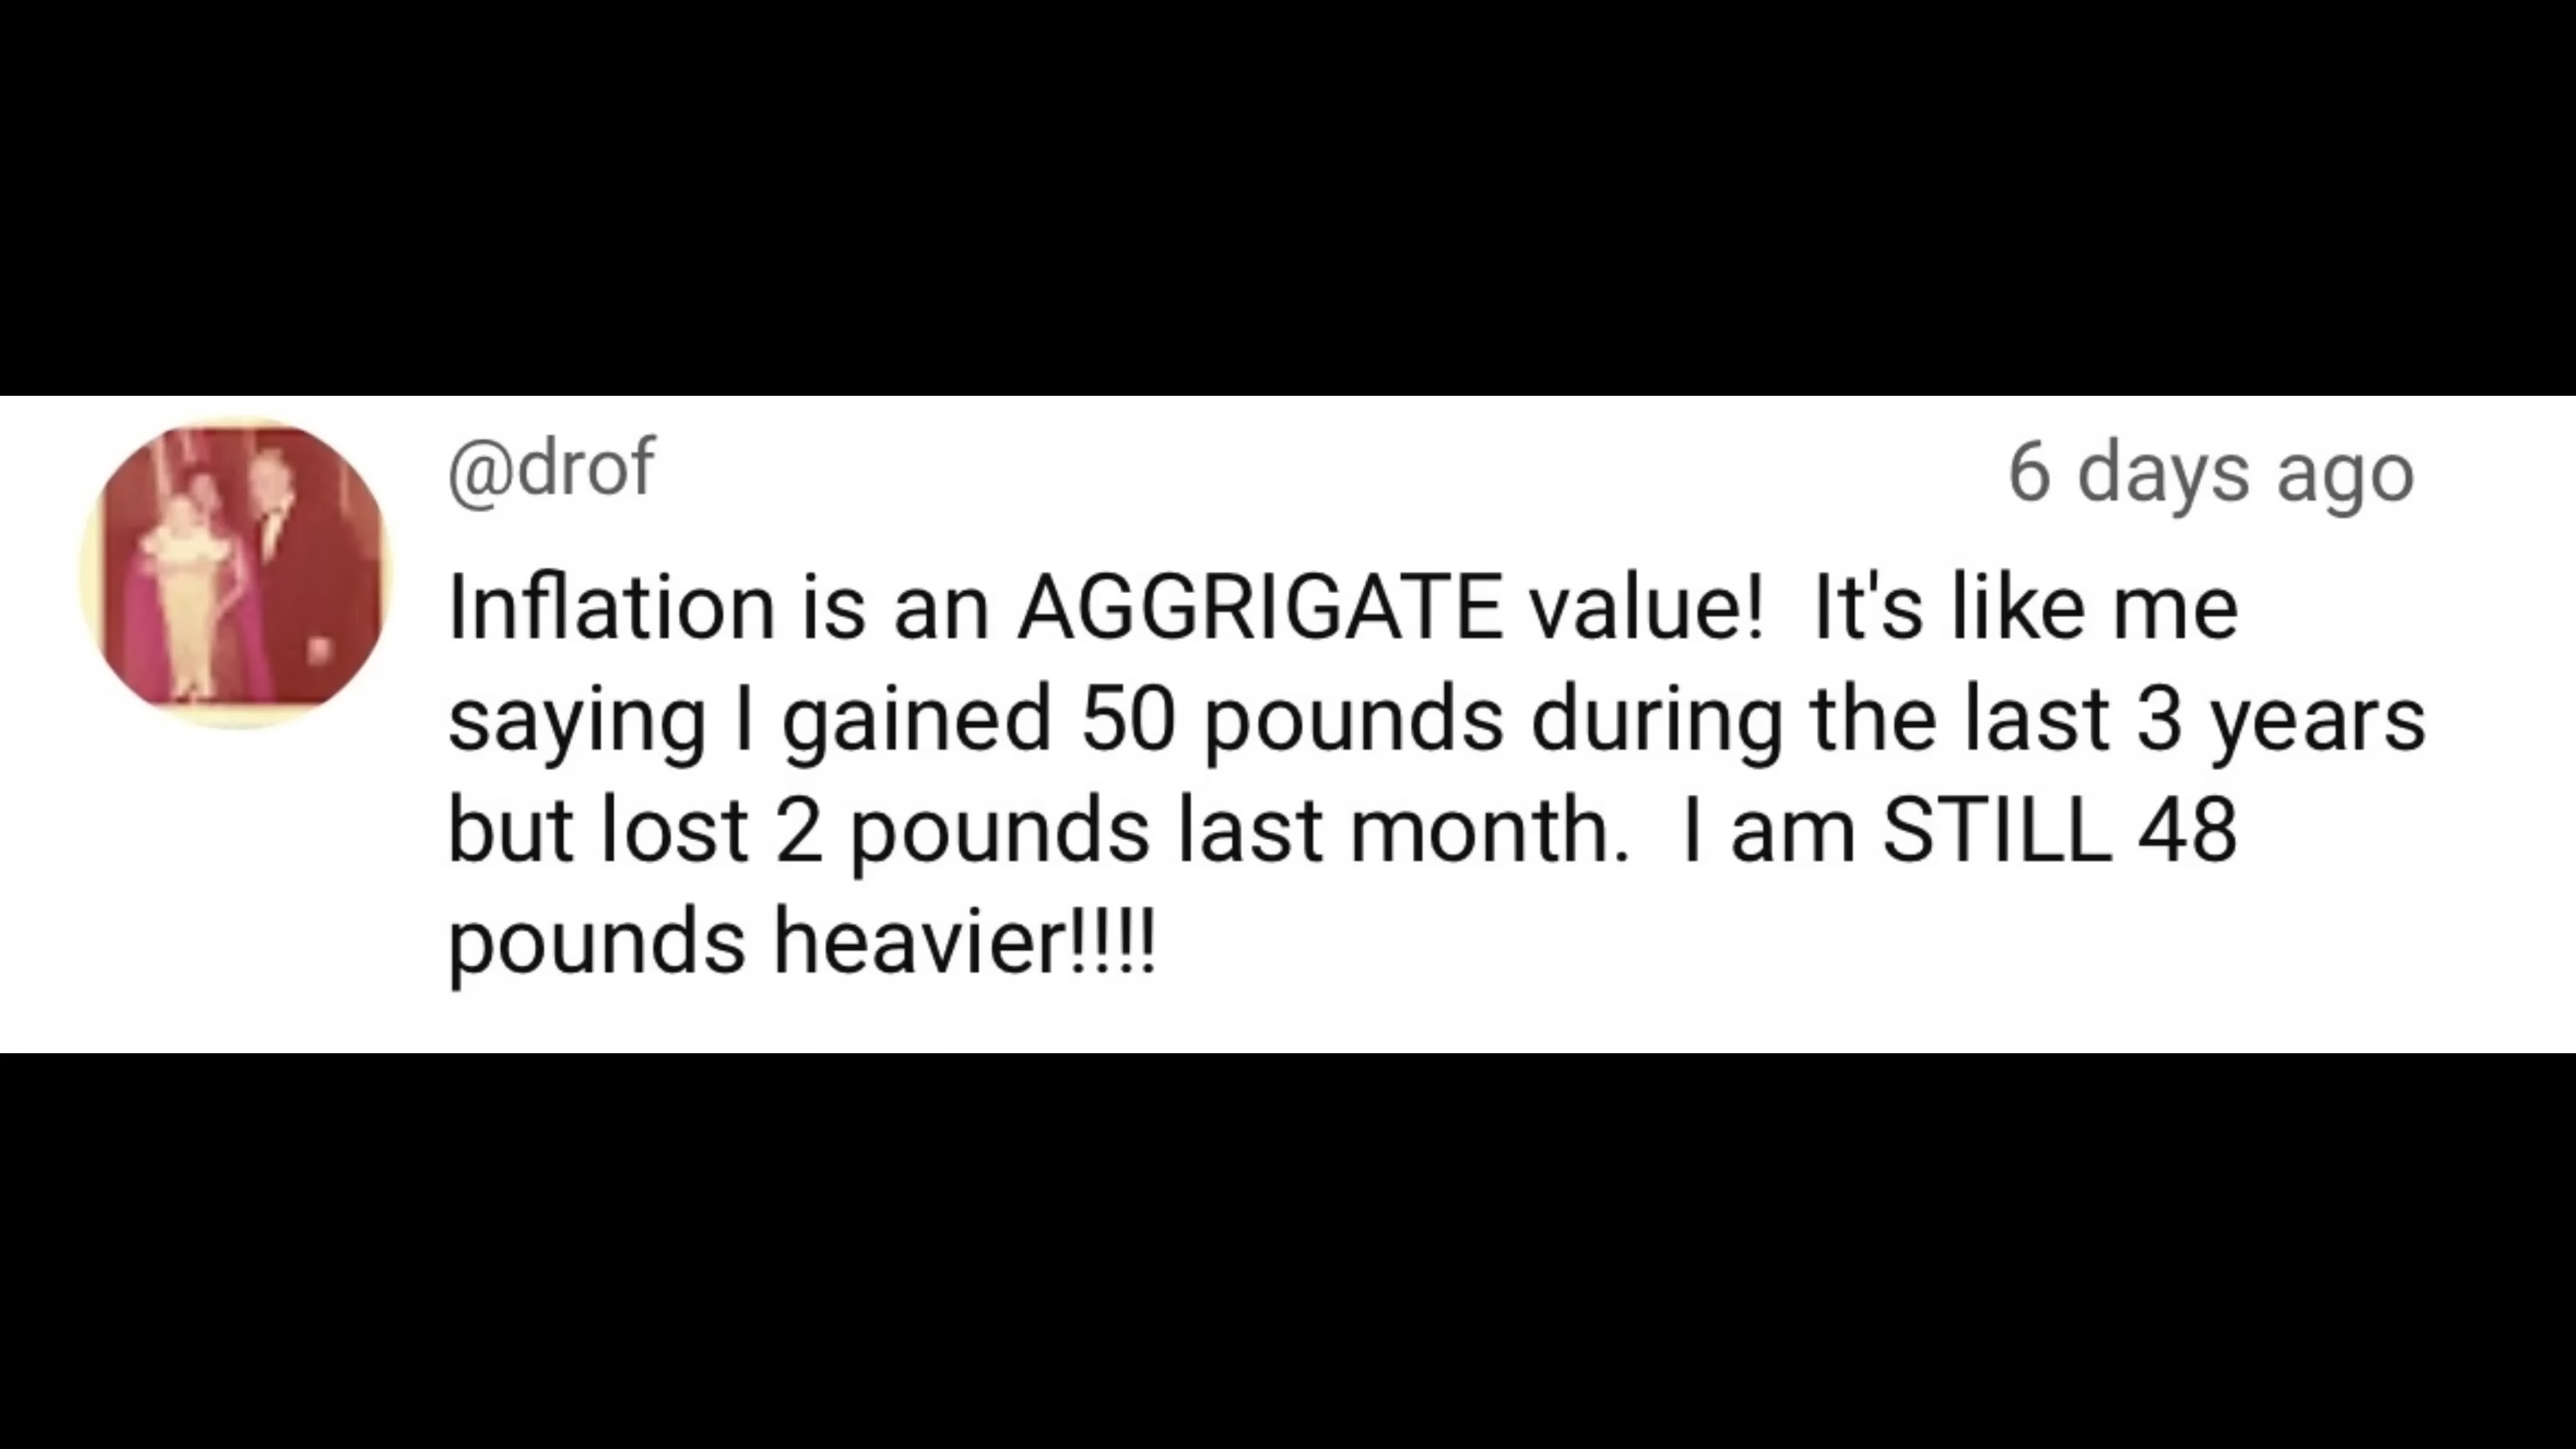 @drof 6 days ago
Inflation is an AGGRIGATE value!  It's like me
saying I gained 50 pounds during the last 3 years
but lost 2 pounds last month.  I am STILL 48
pounds heavier!!!!